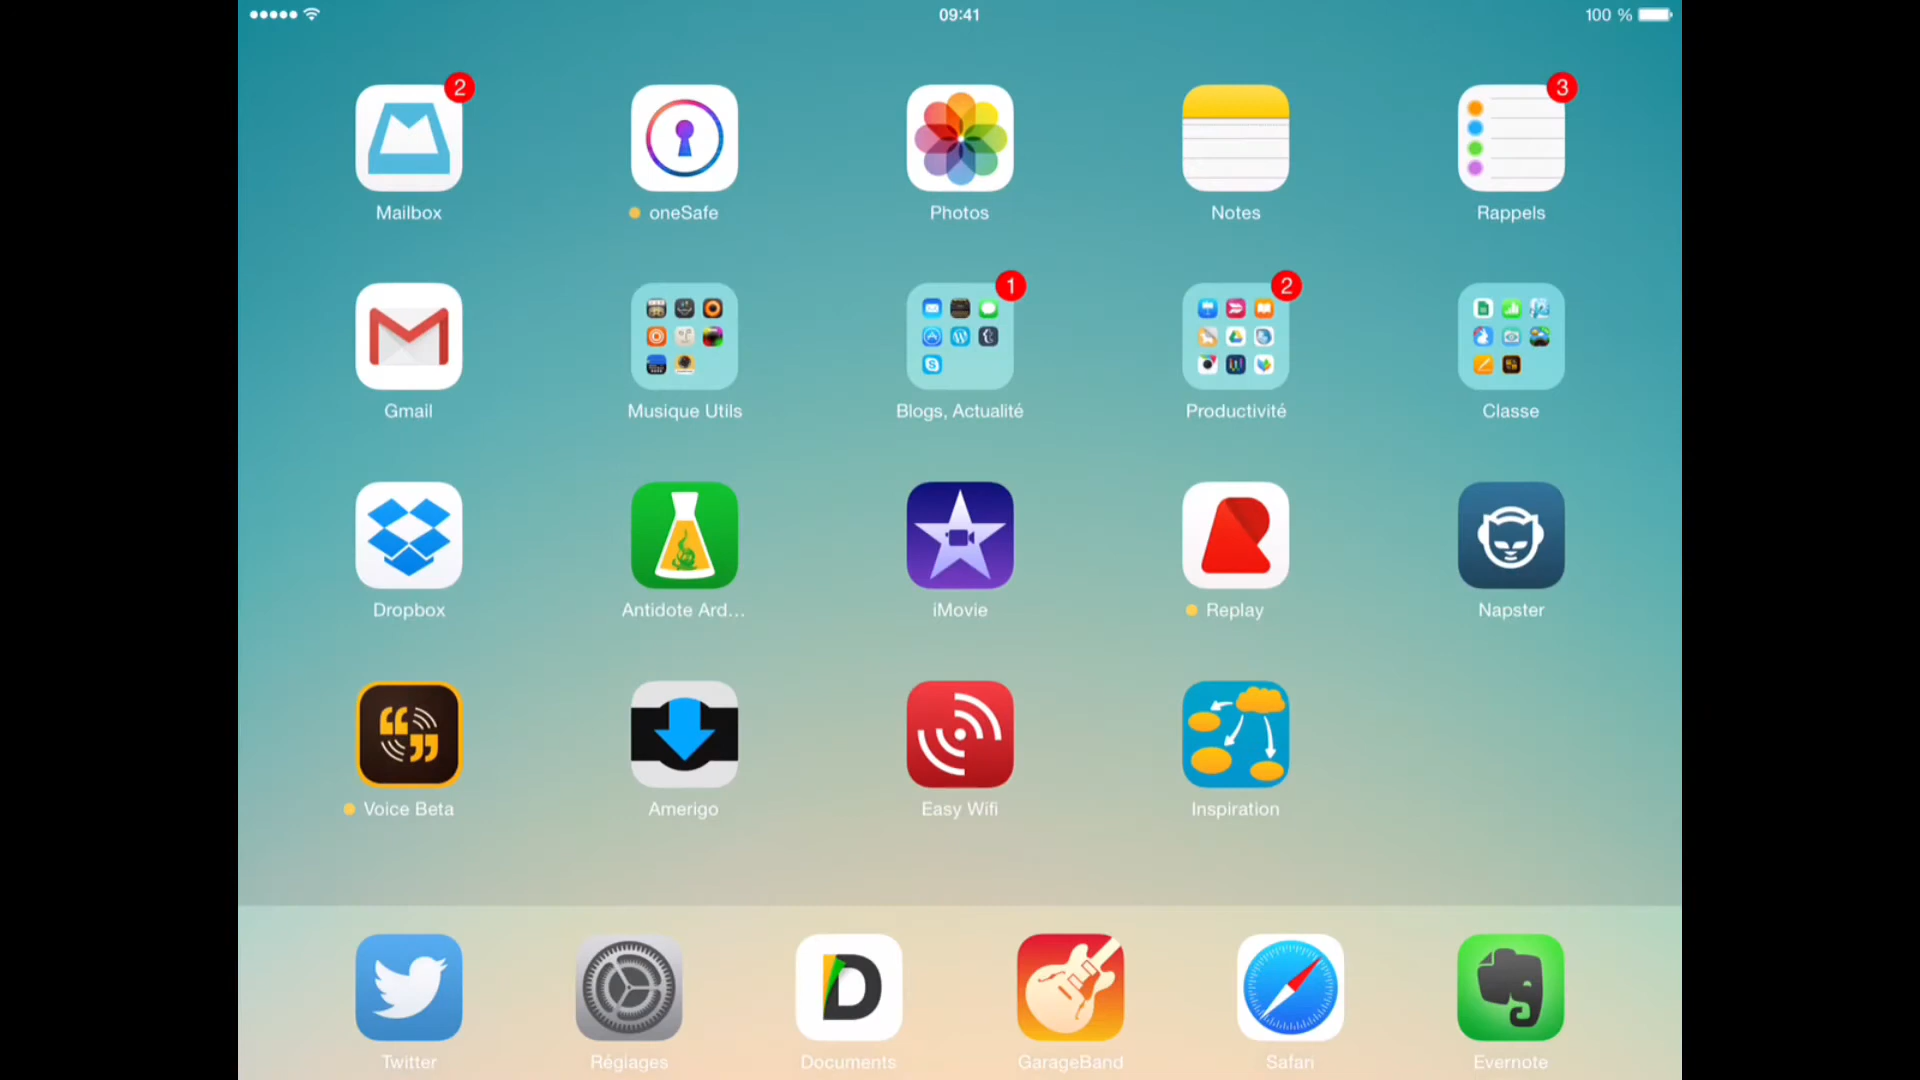 09:41
100 %
2
3
Mailbox
oneSafe
Photos
Notes
Rappels
1
2
Gmail
Musique Utils
Blogs, Actualité
Productivité
Classe
Dropbox
Antidote Ard...
iMovie
Replay
Napster
Voice Beta
Amerigo
Easy Wifi
Inspiration
Twitter
Réglages
Documents
GarageBand
Safari
Evernote